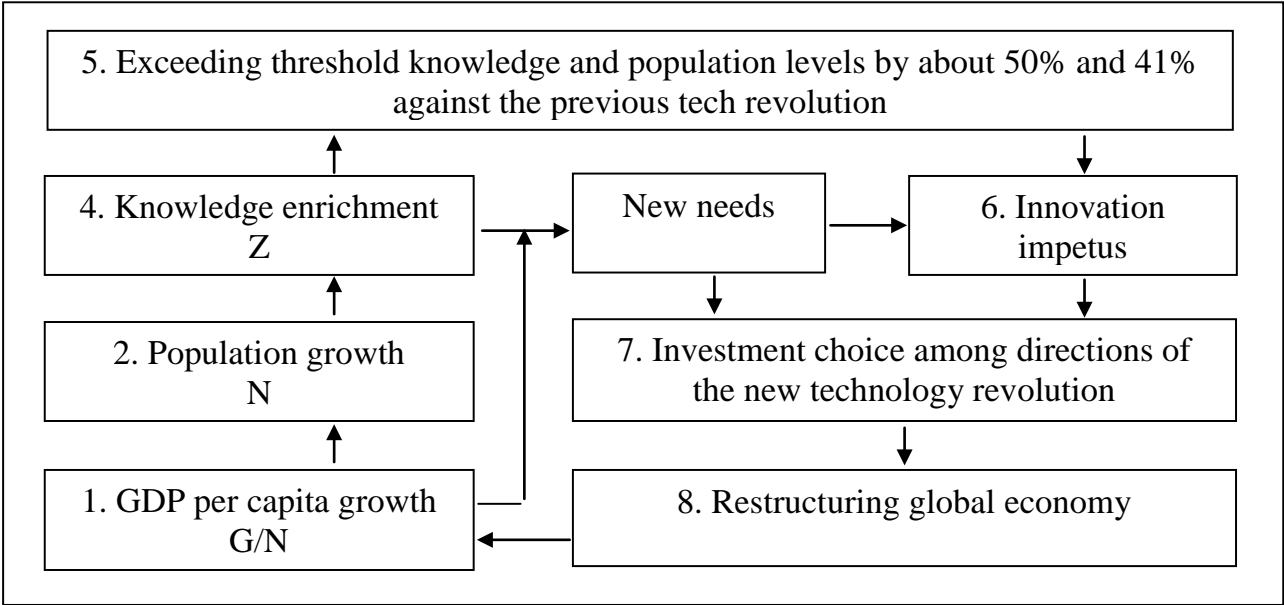 5. Exceeding threshold knowledge and population levels by about 50% and 41%
against the previous tech revolution
4. Knowledge enrichment
Z
New needs
6. Innovation
impetus
2. Population growth
N
7. Investment choice among directions of
the new technology revolution
1. GDP per capita growth
G/N
8. Restructuring global economy